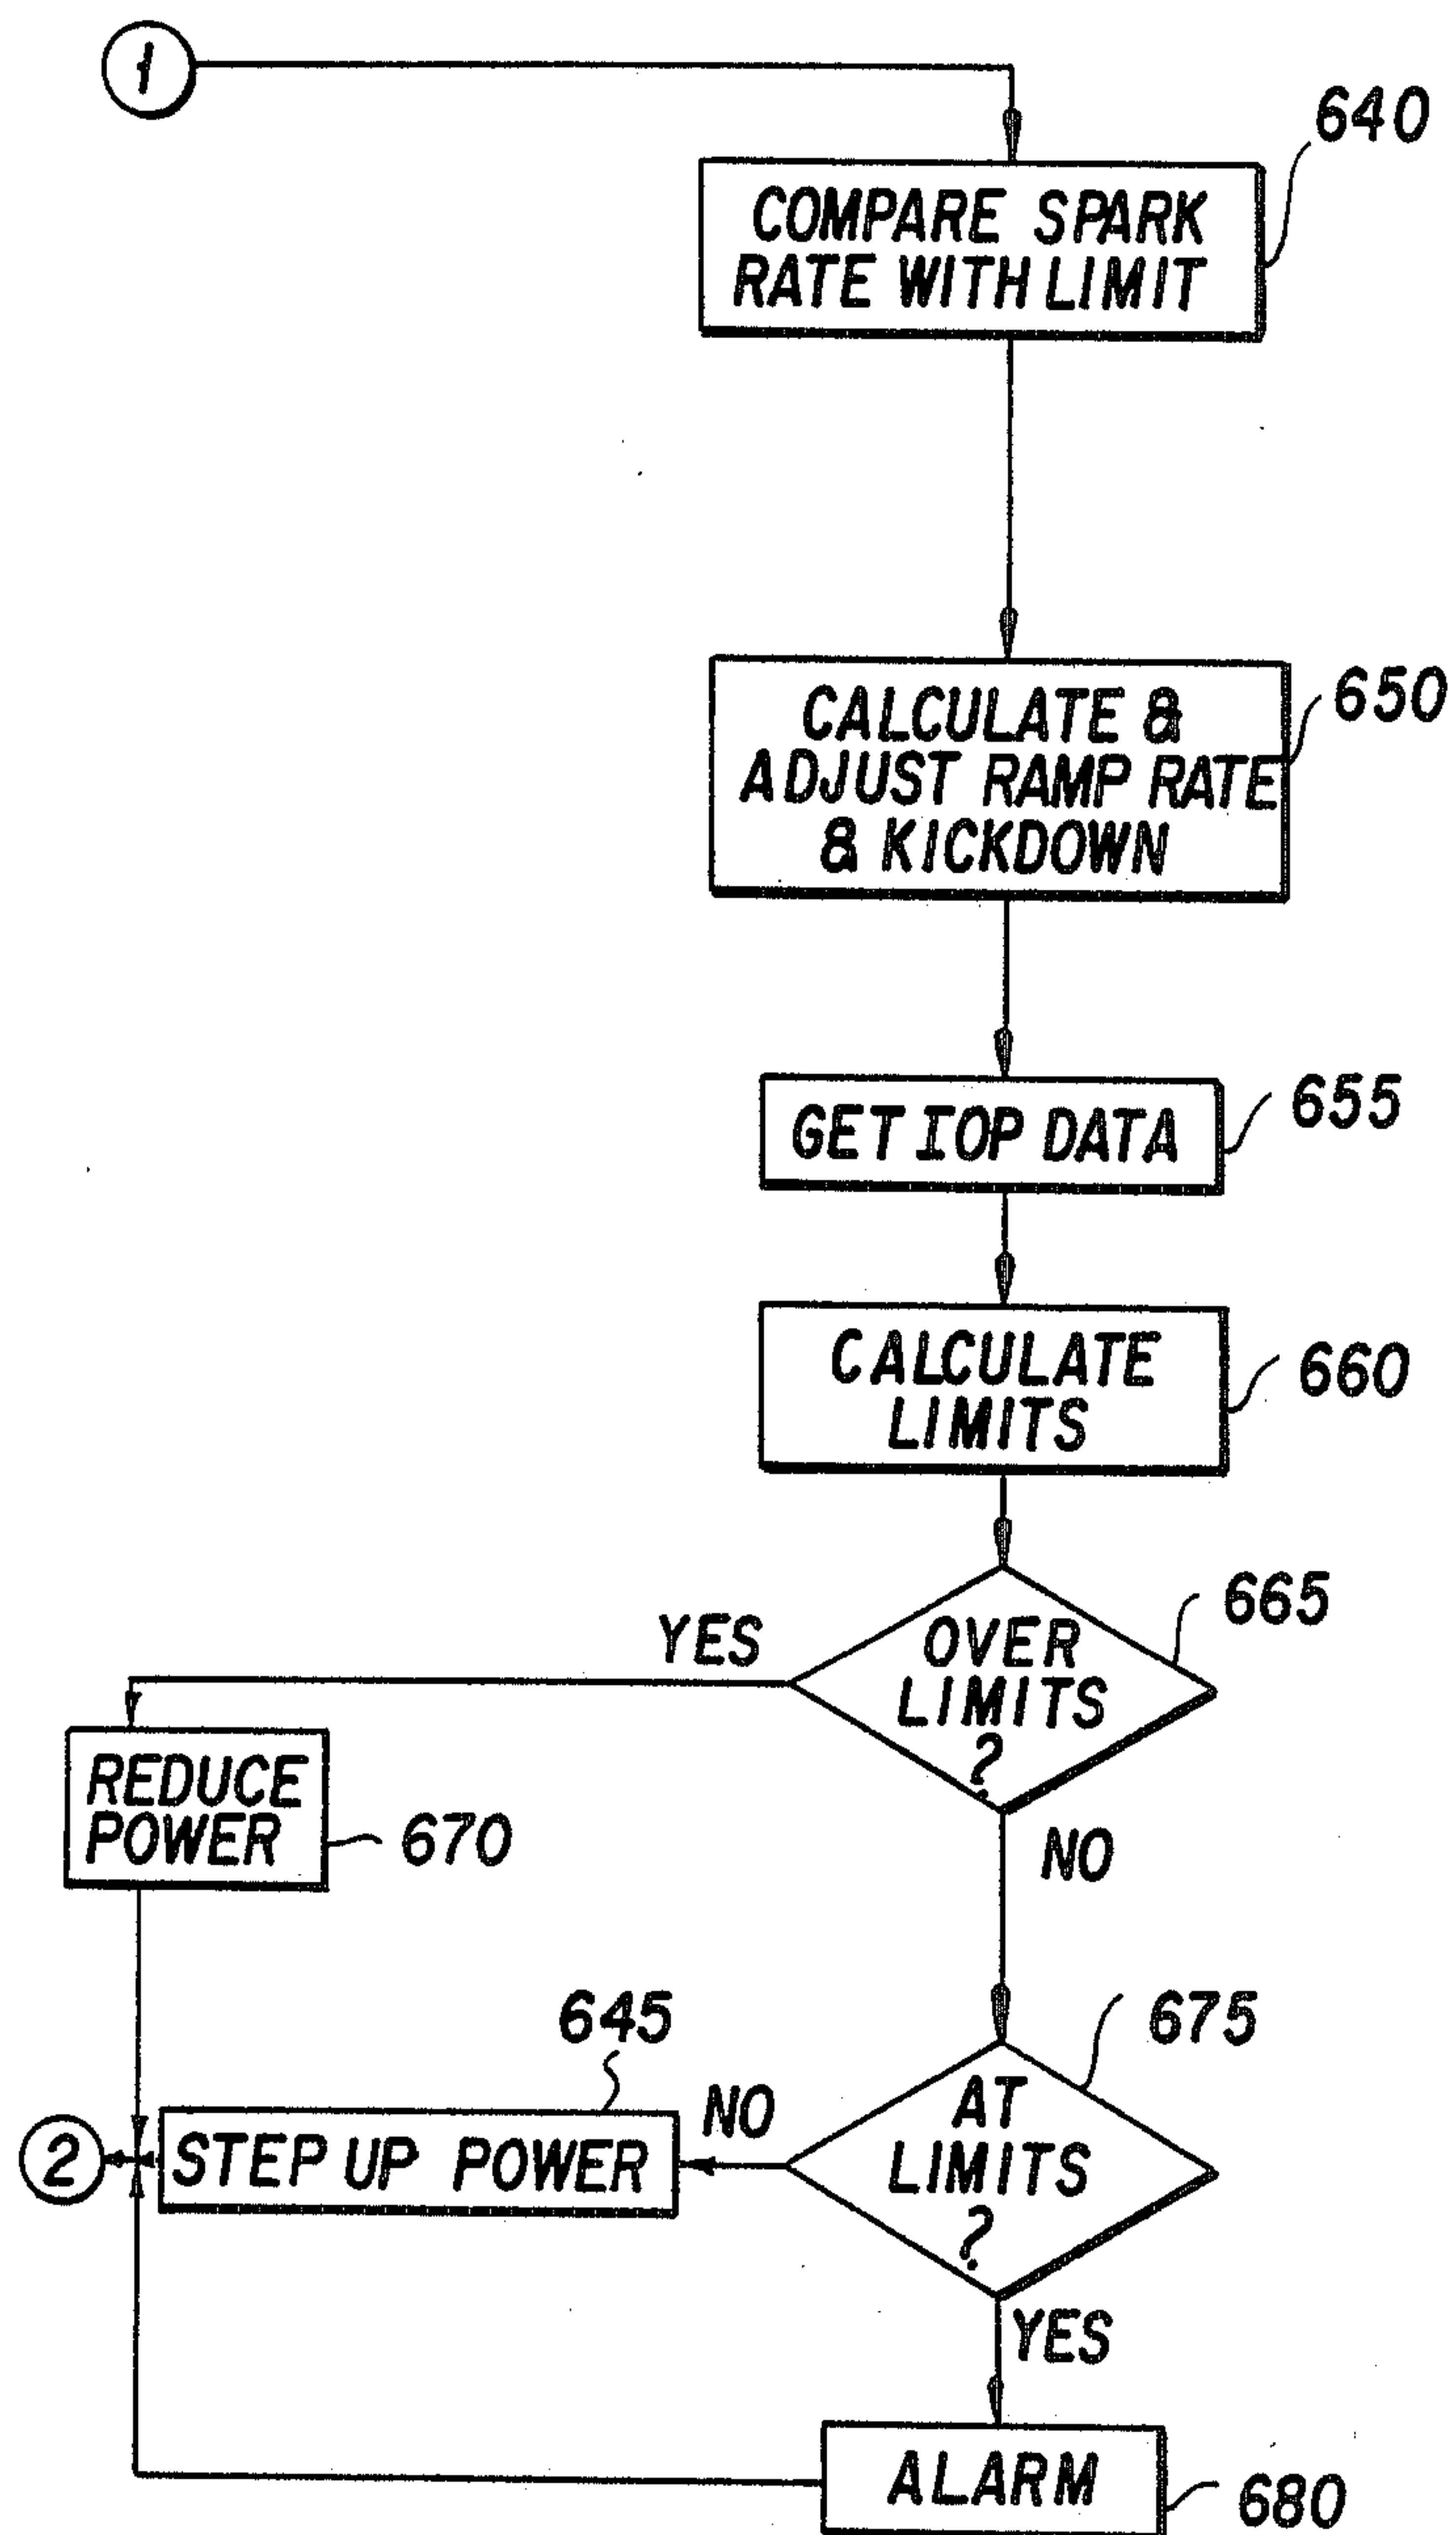 1
640
COMPARE SPARK
RATE WITH LIMIT
650
CALCULATE &
ADJUST RAMP RATE
& KICKDOWN
655
GET IOP DATA
660
CALCULATE
LIMITS
665
YES
OVER
LIMITS
?
REDUCE
POWER
670
NO
645
675
NO
AT
LIMITS
?
2
STEP UP POWER
YES
ALARM
680